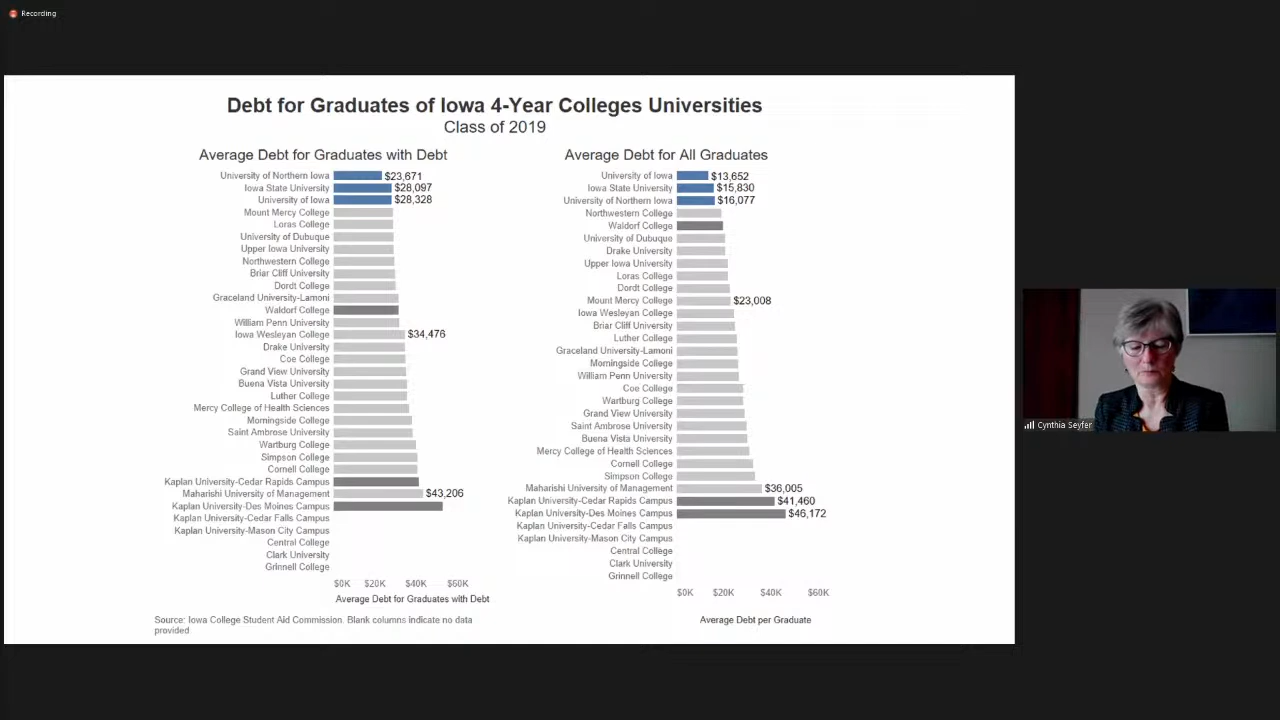 Recording
Debt for Graduates of Iowa 4-Year Colleges Universities
Class of 2019
Average Debt for Graduates with Debt
University of Northern Iowa $23,671
Iowa State University $28,097
University of Iowa $28,328
Mount Mercy College
Loras College
University of Dubuque
Upper Iowa University
Northwestern College
Briar Cliff University
Dordt College
Graceland University-Lamoni
Waldorf College
William Penn University
Iowa Wesleyan College $34,476
Drake University
Coe College
Grand View University
Buena Vista University
Luther College
Mercy College of Health Sciences
Morningside College
Saint Ambrose University
Wartburg College
Simpson College
Cornell College
Kaplan University-Cedar Rapids Campus
Maharishi University of Management $43,206
Kaplan University-Des Moines Campus
Kaplan University-Cedar Falls Campus
Kaplan University-Mason City Campus
Central College
Clark University
Grinnell College
$0K $20K $40K $60K
Average Debt for Graduates with Debt
Source: Iowa College Student Aid Commission. Blank columns indicate no data
provided
Average Debt for All Graduates
University of Iowa $13,652
Iowa State University $15,830
University of Northern Iowa $16,077
Northwestern College
Waldorf College
University of Dubuque
Drake University
Upper Iowa University
Loras College
Dordt College
Mount Mercy College $23,008
Iowa Wesleyan College
Briar Cliff University
Luther College
Graceland University-Lamoni
Morningside College
William Penn University
Coe College
Wartburg College
Grand View University
Saint Ambrose University
Buena Vista University
Mercy College of Health Sciences
Cornell College
Simpson College
Maharishi University of Management $36,005
Kaplan University-Cedar Rapids Campus $41,460
Kaplan University-Des Moines Campus $46,172
Kaplan University-Cedar Falls Campus
Kaplan University-Mason City Campus
Central College
Clark University
Grinnell College
$0K $20K $40K $60K
Average Debt per Graduate
Cynthia Seyfer